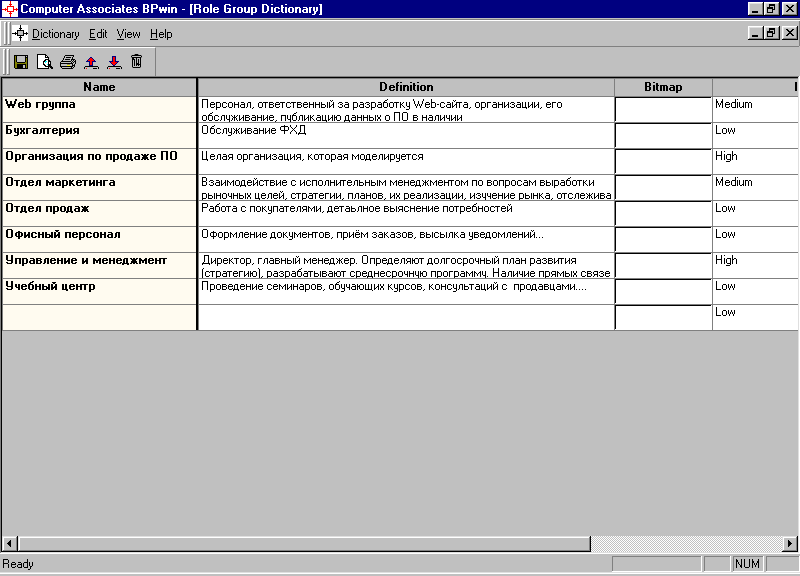 Computer Associates BPwin - [Role Group Dictionary]
Dictionary Edit View Help
Name Definition Bitmap I
Web группа Персонал, ответственный за разработку Web-сайта, организации, его Medium
обслуживание, публикацию данных о ПО в наличии
Бухгалтерия Обслуживание ФХД Low
Организация по продаже ПО Целая организация, которая моделируется High
Отдел маркетинга Взаимодействие с исполнительным менеджментом по вопросам выработки Medium
рыночных целей, стратегии, планов, их реализации, изучение рынка, отслежива
Отдел продаж Работа с покупателями, детаьлное выяснение потребностей Low
Офисный персонал Оформление документов, приём заказов, высылка уведомлений... Low
Управление и менеджмент Директор, главный менеджер. Определяют долгосрочный план развития High
(стратегию), разрабатывают среднесрочную программу. Наличие прямых связе
Учебный центр Проведение семинаров, обучающих курсов, консультаций с продавцами.... Low
Low
Ready NUM